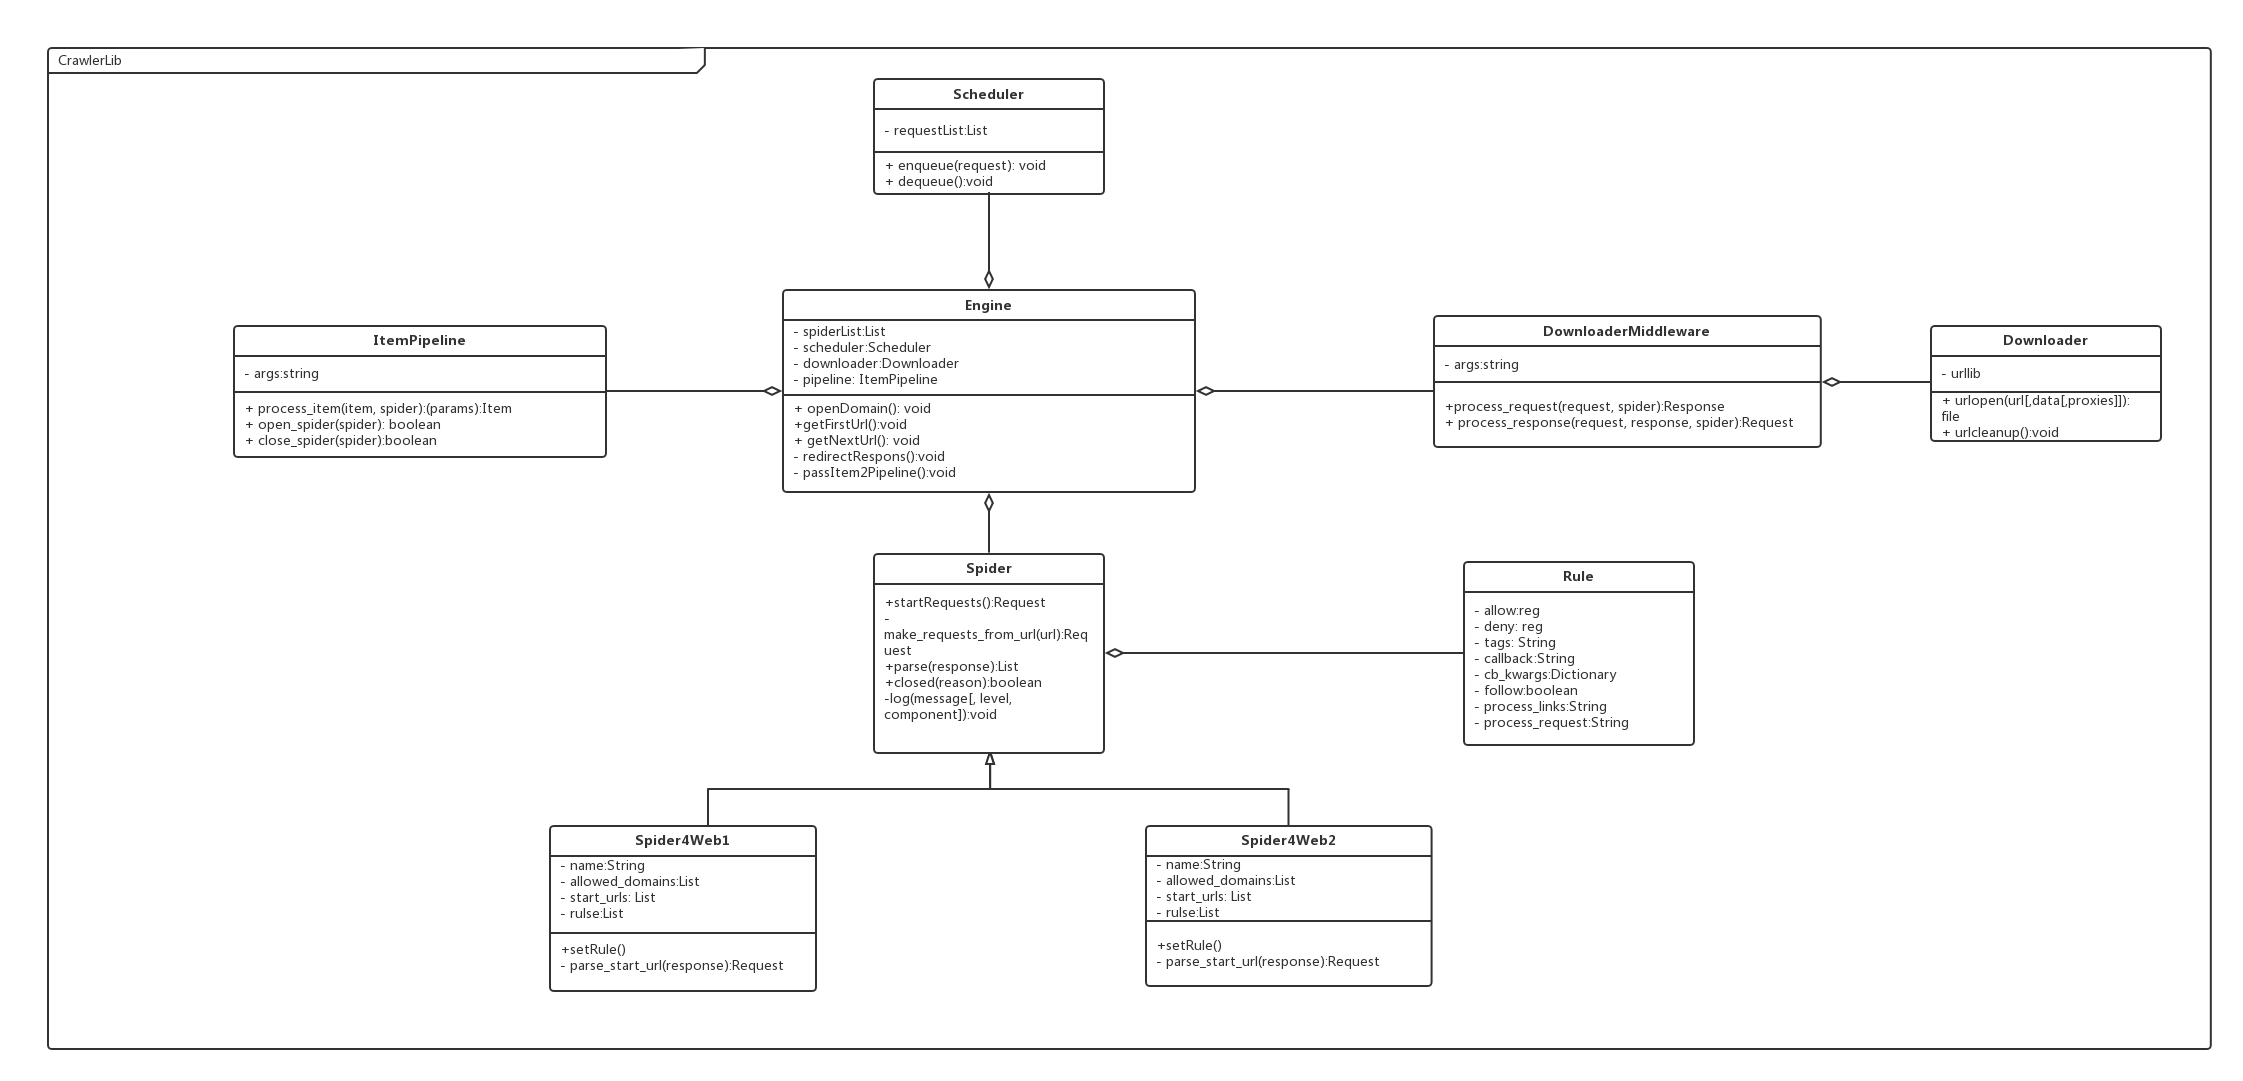 CrawlerLib
Scheduler
- requestList:List
+ enqueue(request): void
+ dequeue():void
Engine
- spiderList:List
- scheduler:Scheduler
- downloader:Downloader
- pipeline: ItemPipeline
+ openDomain(): void
+getFirstUrl():void
+ getNextUrl(): void
- redirectRespons():void
- passItem2Pipeline():void
ItemPipeline
- args:string
+ process_item(item, spider):(params):Item
+ open_spider(spider): boolean
+ close_spider(spider):boolean
DownloaderMiddleware
- args:string
+process_request(request, spider):Response
+ process_response(request, response, spider):Request
Downloader
- urllib
+ urlopen(url[,data[,proxies]]):
file
+ urlcleanup():void
Spider
+startRequests():Request
-
make_requests_from_url(url):Req
uest
+parse(response):List
+closed(reason):boolean
-log(message[, level,
component]):void
Rule
- allow:reg
- deny: reg
- tags: String
- callback:String
- cb_kwargs:Dictionary
- follow:boolean
- process_links:String
- process_request:String
Spider4Web1
- name:String
- allowed_domains:List
- start_urls: List
- rulse:List
+setRule()
- parse_start_url(response):Request
Spider4Web2
- name:String
- allowed_domains:List
- start_urls: List
- rulse:List
+setRule()
- parse_start_url(response):Request